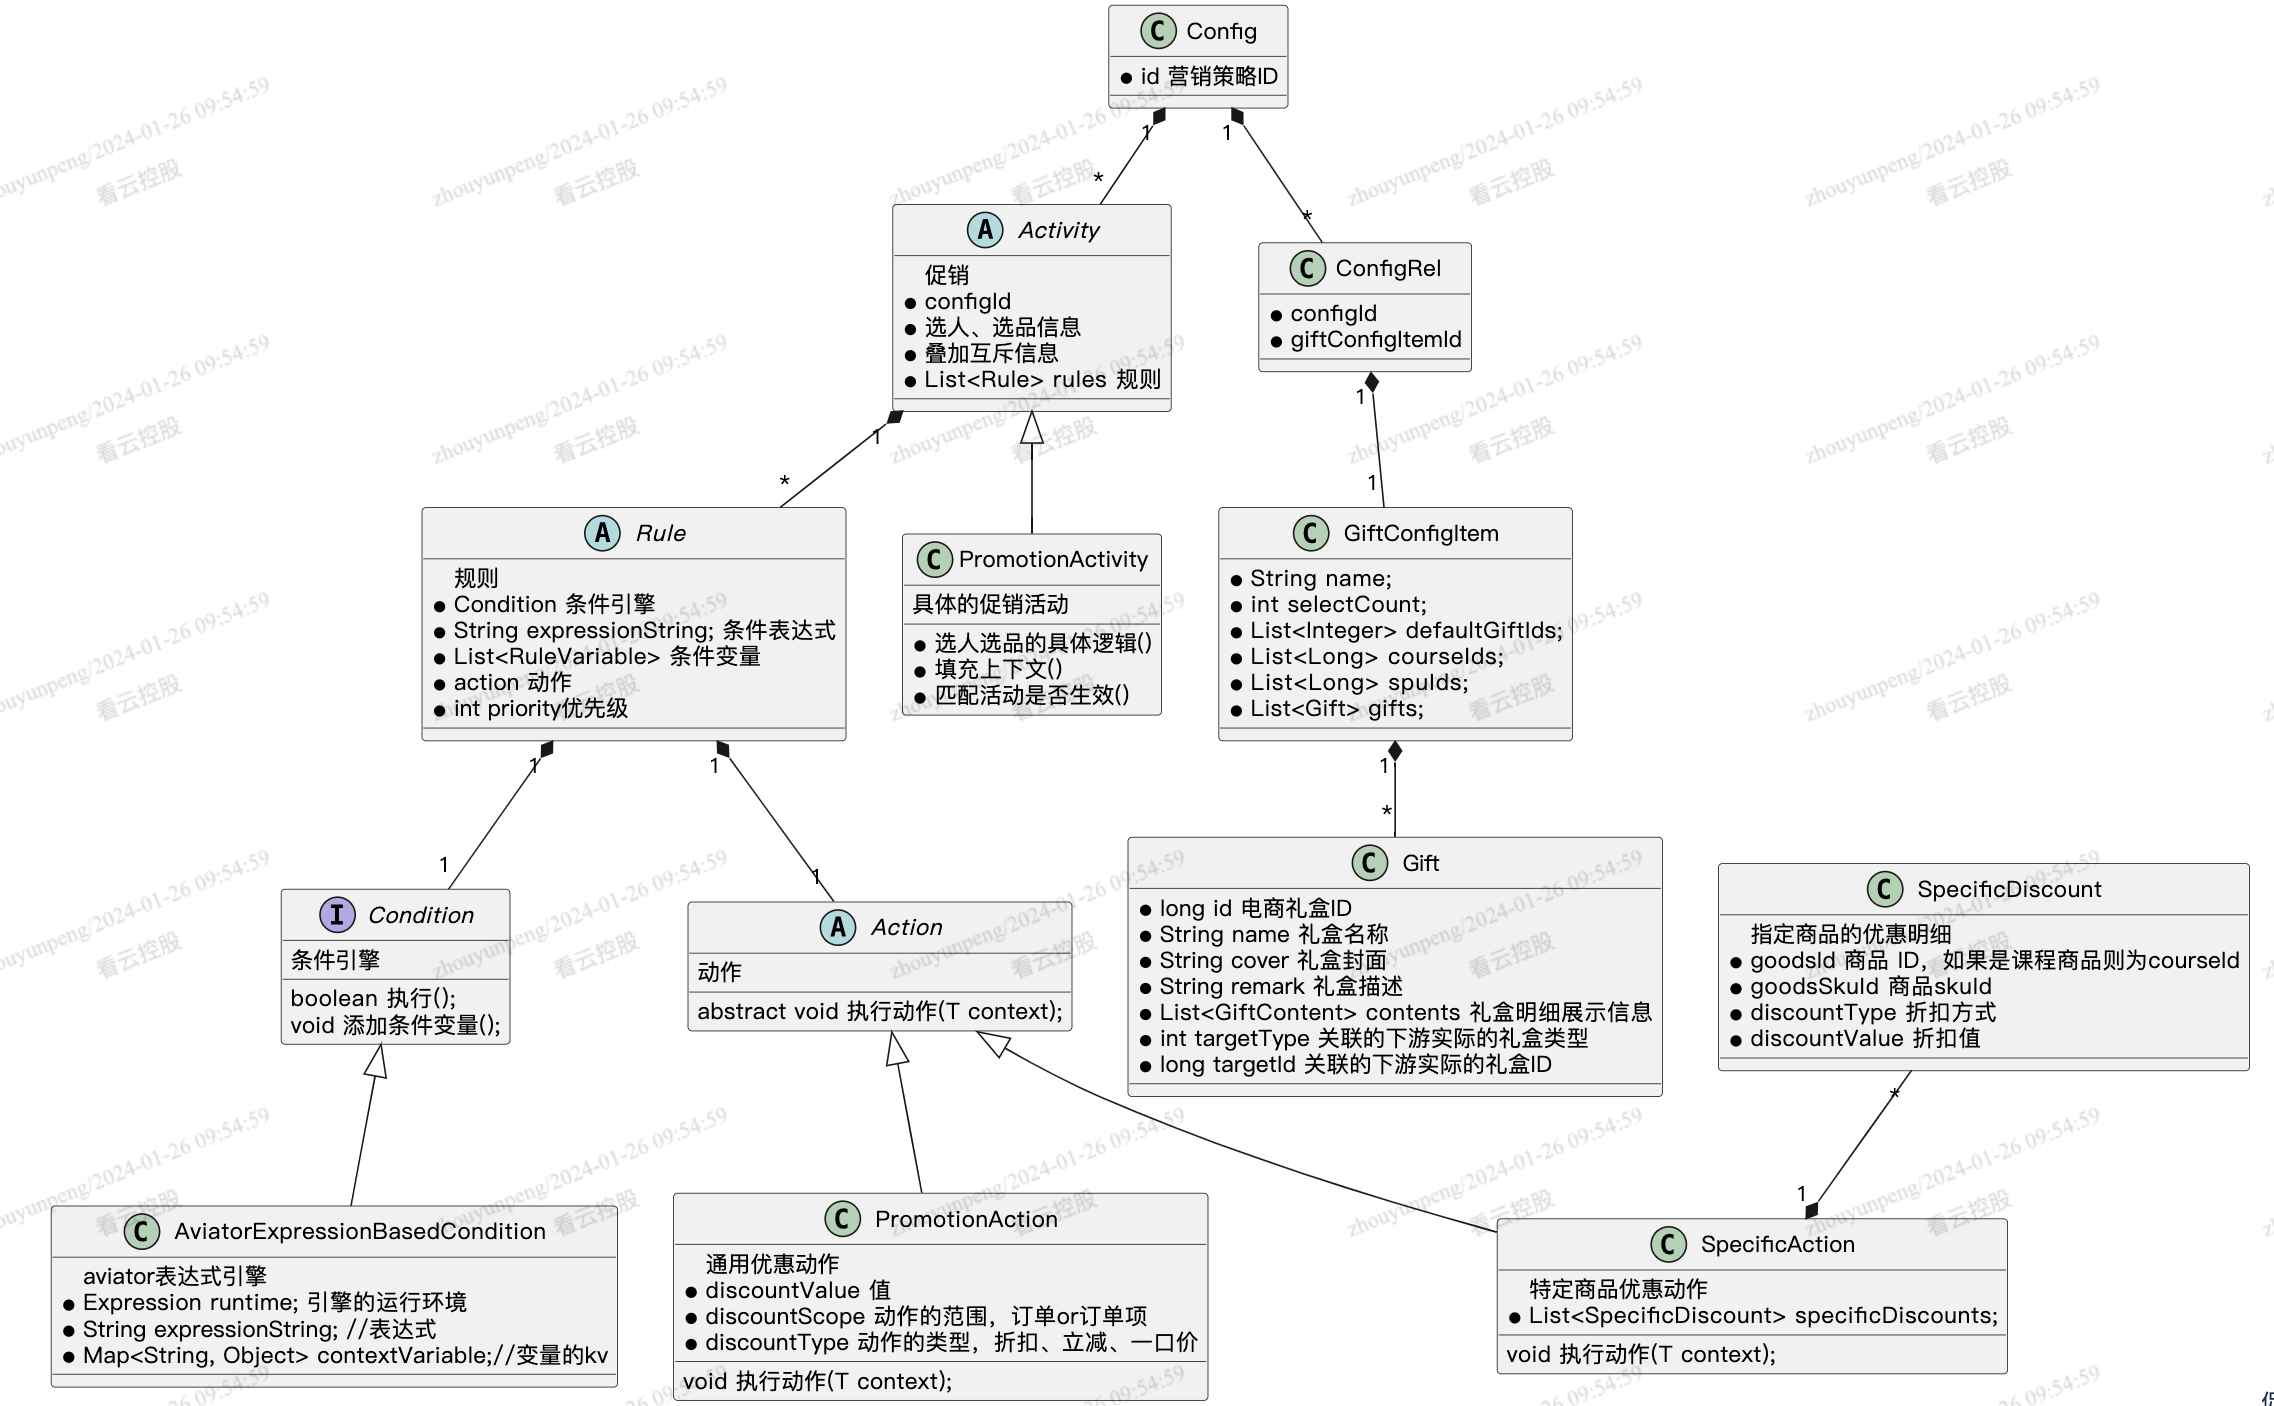 C Config
id 营销策略ID
1
*
1
*
A Activity
促销
configId
选人、选品信息
叠加互斥信息
List<Rule> rules 规则
C ConfigRel
configId
giftConfigItemId
1
*
1
1
A Rule
规则
Condition 条件引擎
String expressionString; 条件表达式
List<RuleVariable> 条件变量
action 动作
int priority优先级
C PromotionActivity
具体的促销活动
选人选品的具体逻辑()
填充上下文()
匹配活动是否生效()
C GiftConfigItem
String name;
int selectCount;
List<Integer> defaultGiftIds;
List<Long> courseIds;
List<Long> spuIds;
List<Gift> gifts;
1
1
1
1
1
*
I Condition
条件引擎
boolean 执行();
void 添加条件变量();
A Action
动作
abstract void 执行动作(T context);
C Gift
long id 电商礼盒ID
String name 礼盒名称
String cover 礼盒封面
String remark 礼盒描述
List<GiftContent> contents 礼盒明细展示信息
int targetType 关联的下游实际的礼盒类型
long targetId 关联的下游实际的礼盒ID
C SpecificDiscount
指定商品的优惠明细
goodsId 商品 ID，如果是课程商品则为courseId
goodsSkuId 商品skuId
discountType 折扣方式
discountValue 折扣值
*
1
C AviatorExpressionBasedCondition
aviator表达式引擎
Expression runtime; 引擎的运行环境
String expressionString; //表达式
Map<String, Object> contextVariable;//变量的kv
C PromotionAction
通用优惠动作
discountValue 值
discountScope 动作的范围，订单or订单项
discountType 动作的类型，折扣、立减、一口价
void 执行动作(T context);
C SpecificAction
特定商品优惠动作
List<SpecificDiscount> specificDiscounts;
void 执行动作(T context);
zhouyunpeng/2024-01-26 09:54:59
看云控股